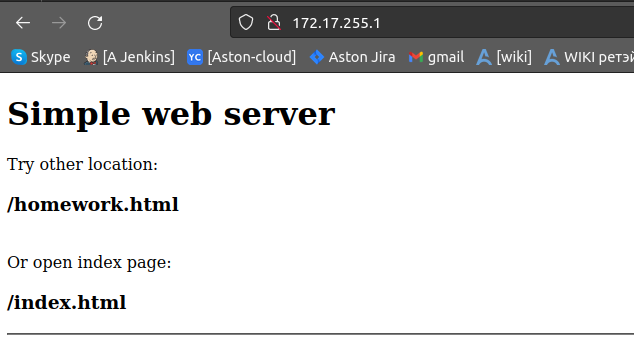 172.17.255.1
Skype [A Jenkins] [Aston-cloud] Aston Jira gmail [wiki] WIKI ретэй
Simple web server
Try other location:
/homework.html
Or open index page:
/index.html